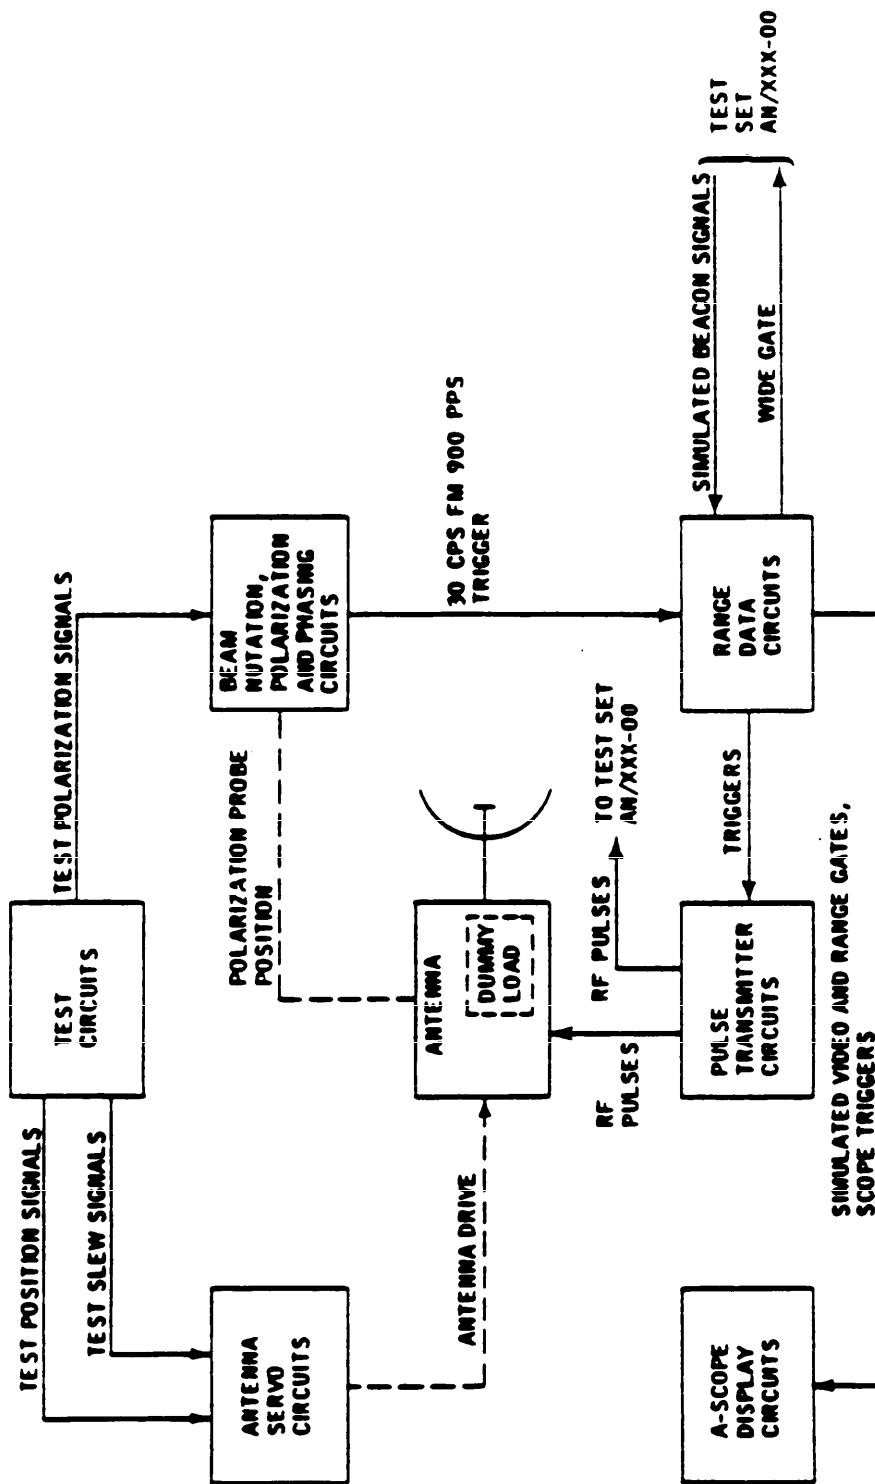 TEST POSITION SIGNALS
TEST SLEW SIGNALS
TEST
CIRCUITS
TEST POLARIZATION SIGNALS
ANTENNA
SERVO
CIRCUITS
BEAM
NUTATION,
POLARIZATION
AND PHASING
CIRCUITS
POLARIZATION PROBE
POSITION
ANTENNA DRIVE
ANTENNA
DUMMY
LOAD
30 CPS FM 900 PPS
TRIGGER
RF
PULSES
RF PULSES
TO TEST SET
AN/XXX-00
A-SCOPE
DISPLAY
CIRCUITS
PULSE
TRANSMITTER
CIRCUITS
TRIGGERS
RANGE
DATA
CIRCUITS
SIMULATED BEACON SIGNALS
WIDE GATE
TEST
SET
AN/XXX-00
SIMULATED VIDEO AND RANGE GATES,
SCOPE TRIGGERS